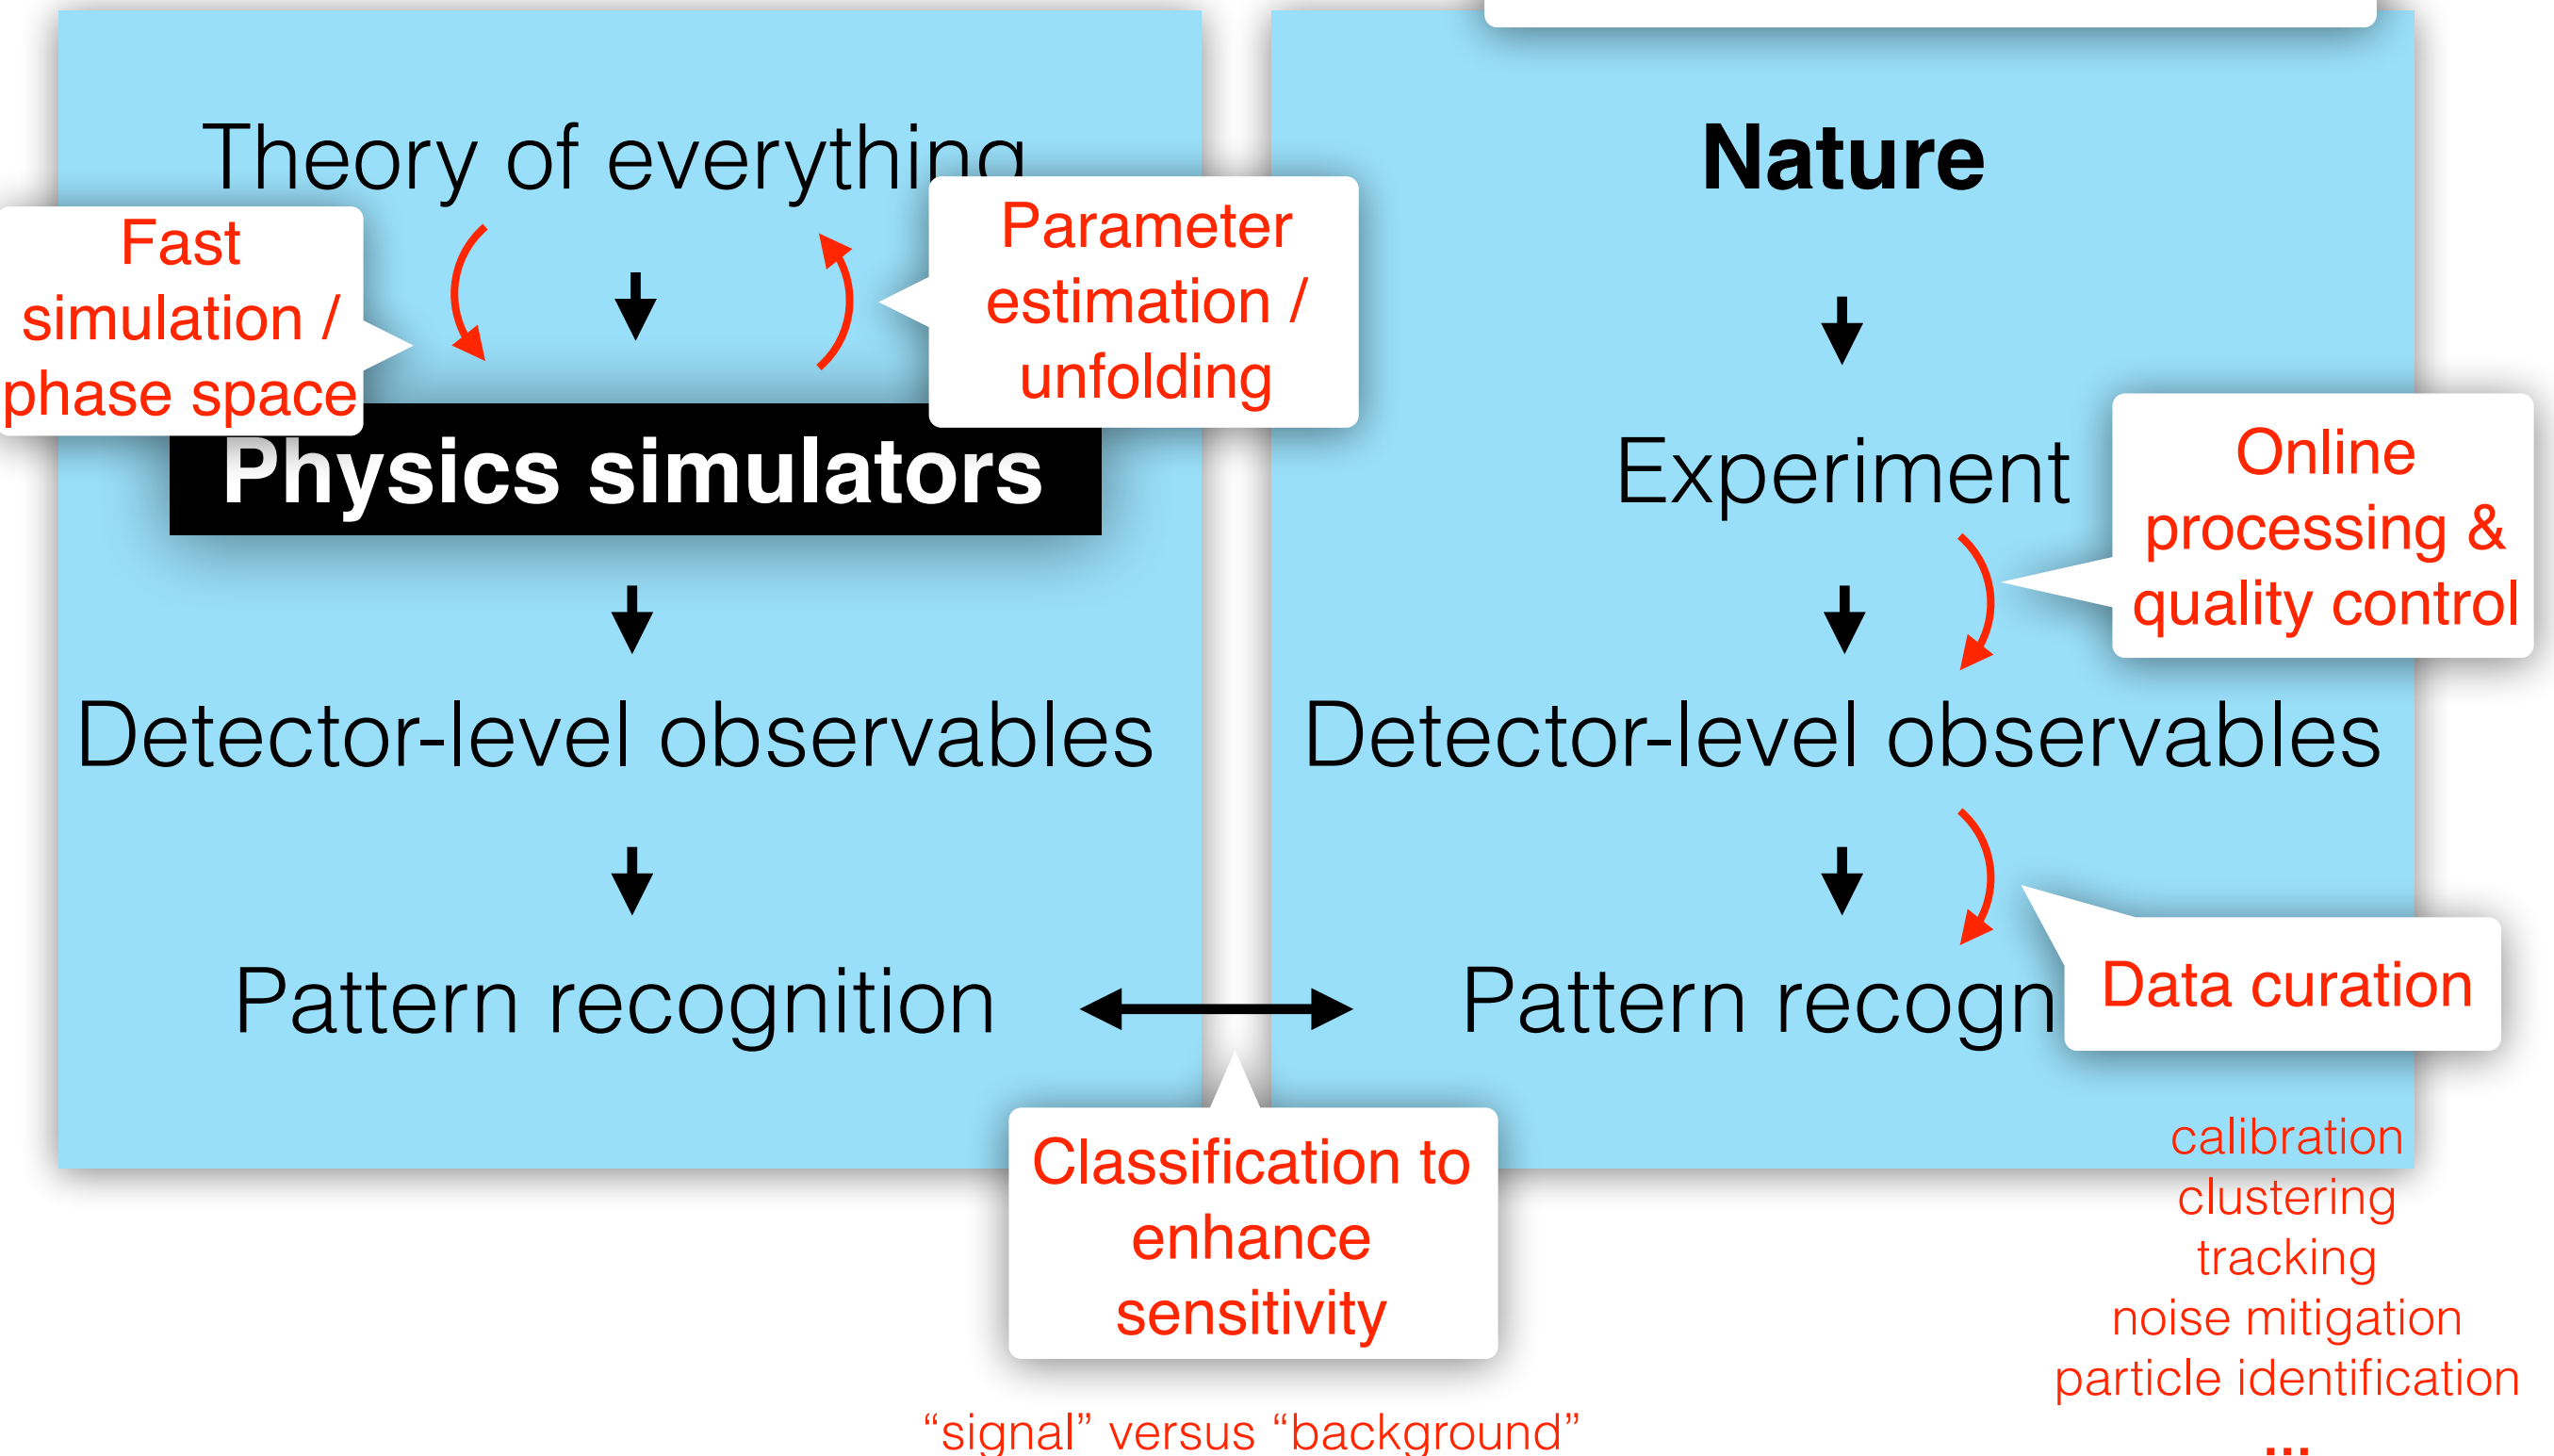 Theory of everything
Fast
simulation /
phase space
Parameter
estimation /
unfolding
Physics simulators
Detector-level observables
Pattern recognition
Nature
Experiment
Online
processing &
quality control
Detector-level observables
Pattern recogn
Data curation
Classification to
enhance
sensitivity
“signal” versus “background”
calibration
clustering
tracking
noise mitigation
particle identification
...